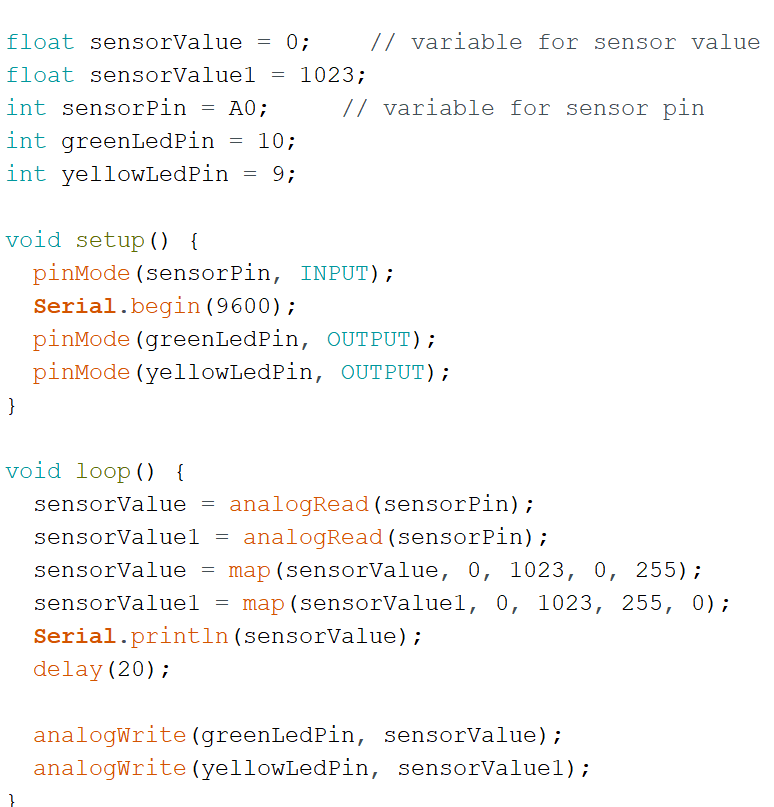 float sensorValue = 0;    // variable for sensor value
float sensorValue1 = 1023;
int sensorPin = A0;     // variable for sensor pin
int greenLedPin = 10;
int yellowLedPin = 9;

void setup() {
  pinMode(sensorPin, INPUT);
  Serial.begin(9600);
  pinMode(greenLedPin, OUTPUT);
  pinMode(yellowLedPin, OUTPUT);
}

void loop() {
  sensorValue = analogRead(sensorPin);
  sensorValue1 = analogRead(sensorPin);
  sensorValue = map(sensorValue, 0, 1023, 0, 255);
  sensorValue1 = map(sensorValue1, 0, 1023, 255, 0);
  Serial.println(sensorValue);
  delay(20);

  analogWrite(greenLedPin, sensorValue);
  analogWrite(yellowLedPin, sensorValue1);
}